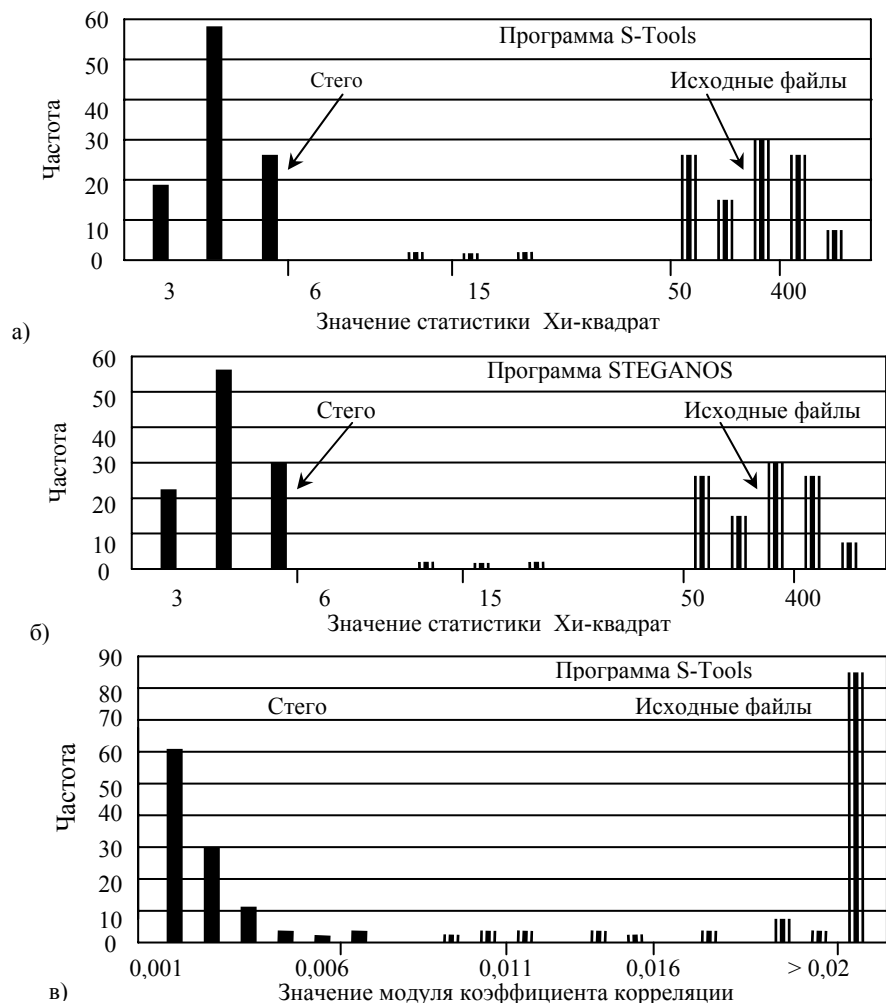 60
Программа S-Tools
50
Стего
Исходные файлы
40
Частота
30
20
10
0
3
6
15
50
400
Значение статистики Хи-квадрат
а)
60
Программа STEGANOS
50
Стего
Исходные файлы
40
Частота
30
20
10
0
3
6
15
50
400
Значение статистики Хи-квадрат
б)
90
Программа S-Tools
80
Стего
Исходные файлы
70
60
Частота
50
40
30
20
10
0
0,001
0,006
0,011
0,016
> 0,02
Значение модуля коэффициента корреляции
в)